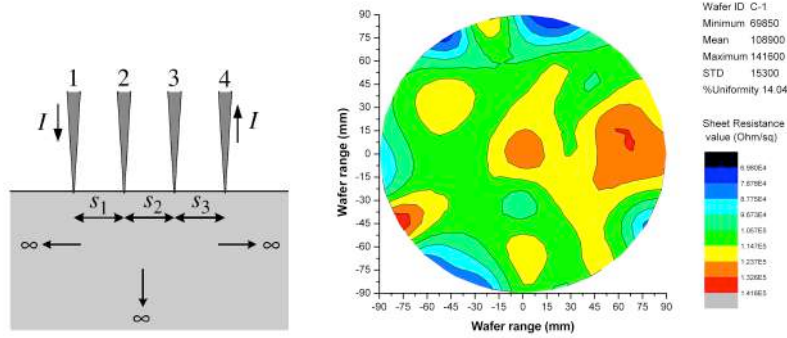 1 2 3 4
I I
s1 s2 s3
∞ ∞
∞
Wafer range (mm)
90
75
60
45
30
15
0
-15
-30
-45
-60
-75
-90
-90 -75 -60 -45 -30 -15 0 15 30 45 60 75 90
Wafer range (mm)
Wafer ID C-1
Minimum 69850
Mean 108900
Maximum 141600
STD 15300
%Uniformity 14.04
Sheet Resistance
value (Ohm/sq)
6.980E4
7.878E4
8.775E4
9.673E4
1.057E5
1.147E5
1.237E5
1.326E5
1.416E5